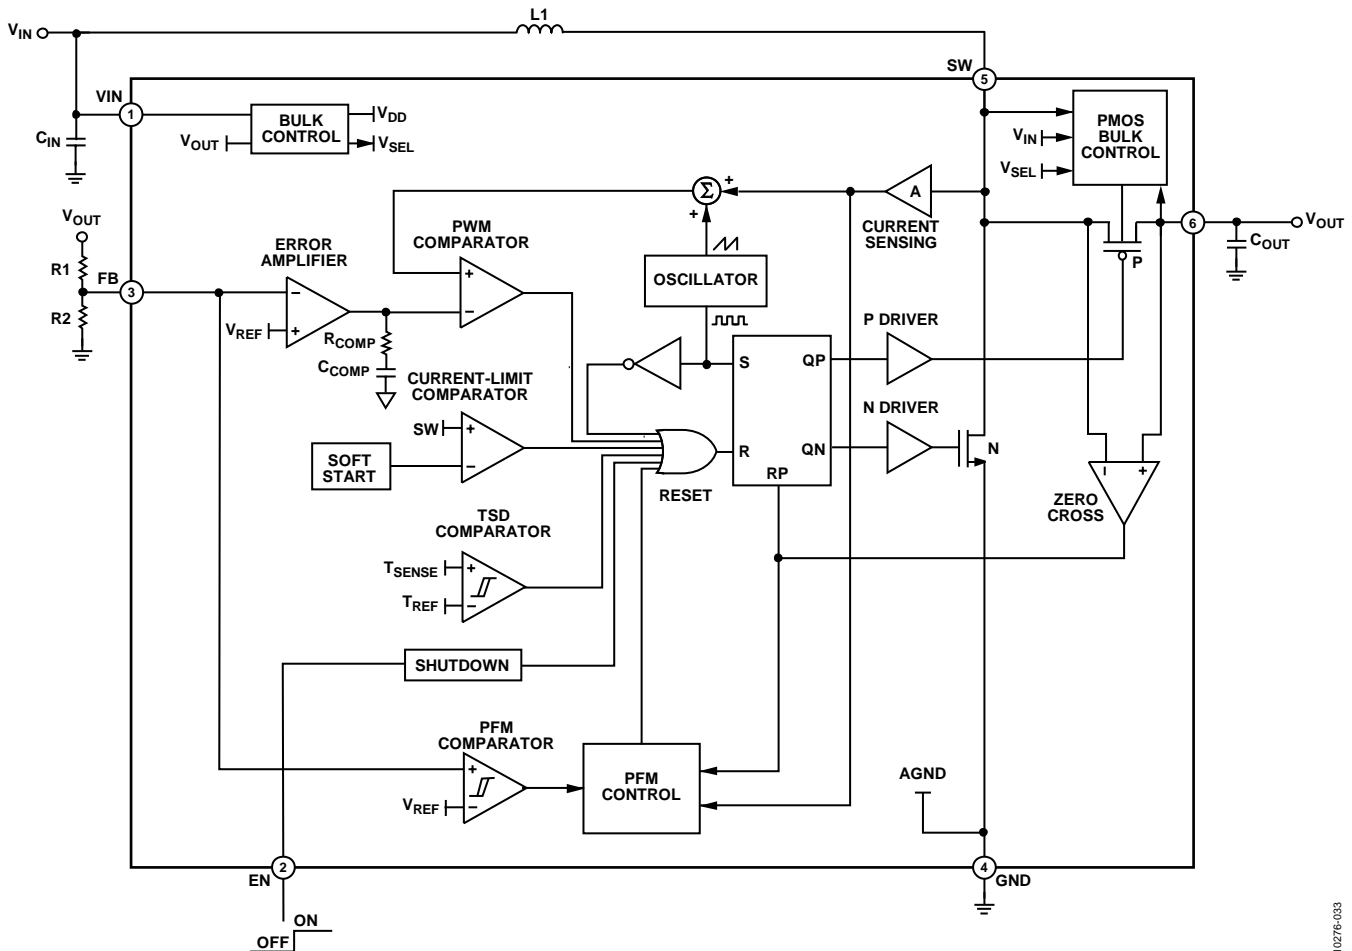 L1
VIN
SW
5
VIN
1
BULK
CONTROL
VDD
VOUT
VSEL
CIN
PMOS
BULK
CONTROL
VIN
VSEL
Σ
+
+
A
CURRENT
SENSING
VOUT
R1
FB
3
R2
ERROR
AMPLIFIER
−
VREF
+
PWM
COMPARATOR
+
−
OSCILLATOR
6
VOUT
COUT
P
RCOMP
CCOMP
S
QP
P DRIVER
CURRENT-LIMIT
COMPARATOR
SW
+
−
SOFT
START
RESET
R
QN
RP
N DRIVER
N
−
+
ZERO
CROSS
TSD
COMPARATOR
TSENSE
+
TREF
−
SHUTDOWN
PFM
COMPARATOR
+
VREF
−
PFM
CONTROL
AGND
2
EN
4
GND
ON
OFF
10276-033